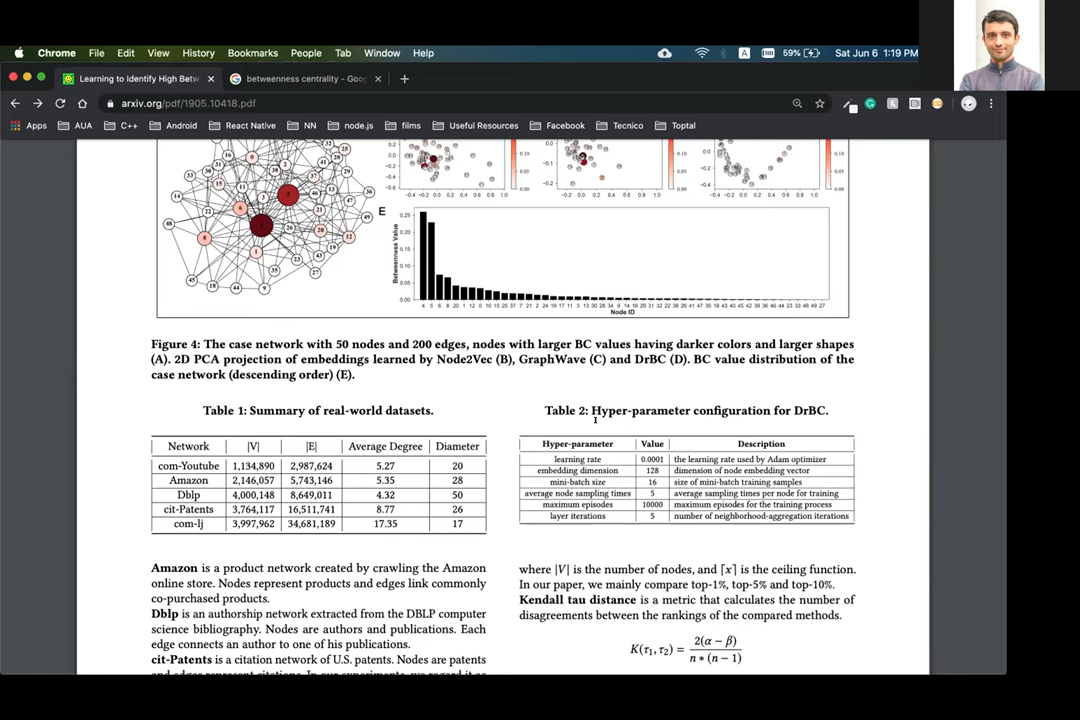 Chrome File Edit View History Bookmarks People Tab Window Help
A 59% Sat Jun 6 1:19 PM
Learning to Identify High Betw
betweenness centrality - Goo
arxiv.org/pdf/1905.10418.pdf
Apps AUA C++ Android React Native NN node.js films Useful Resources Facebook Tecnico Toptal
E
Betweenness Value
0.25
0.20
0.15
0.10
0.05
0.00
Node ID
Figure 4: The case network with 50 nodes and 200 edges, nodes with larger BC values having darker colors and larger shapes
(A). 2D PCA projection of embeddings learned by Node2Vec (B), GraphWave (C) and DrBC (D). BC value distribution of the
case network (descending order) (E).
Table 1: Summary of real-world datasets.
Network |V| |E| Average Degree Diameter
com-Youtube 1,134,890 2,987,624 5.27 20
Amazon 2,146,057 5,743,146 5.35 28
Dblp 4,000,148 8,649,011 4.32 50
cit-Patents 3,764,117 16,511,741 8.77 26
com-lj 3,997,962 34,681,189 17.35 17
Amazon is a product network created by crawling the Amazon
online store. Nodes represent products and edges link commonly
co-purchased products.
Dblp is an authorship network extracted from the DBLP computer
science bibliography. Nodes are authors and publications. Each
edge connects an author to one of his publications.
cit-Patents is a citation network of U.S. patents. Nodes are patents
Table 2: Hyper-parameter configuration for DrBC.
Hyper-parameter Value Description
learning rate 0.0001 the learning rate used by Adam optimizer
embedding dimension 128 dimension of node embedding vector
mini-batch size 16 size of mini-batch training samples
average node sampling times 5 average sampling times per node for training
maximum episodes 10000 maximum episodes for the training process
layer iterations 5 number of neighborhood-aggregation iterations
where |V| is the number of nodes, and ⌈x⌉ is the ceiling function.
In our paper, we mainly compare top-1%, top-5% and top-10%.
Kendall tau distance is a metric that calculates the number of
disagreements between the rankings of the compared methods.
K(τ1, τ2) = 2(α − β)
n ∗ (n − 1)